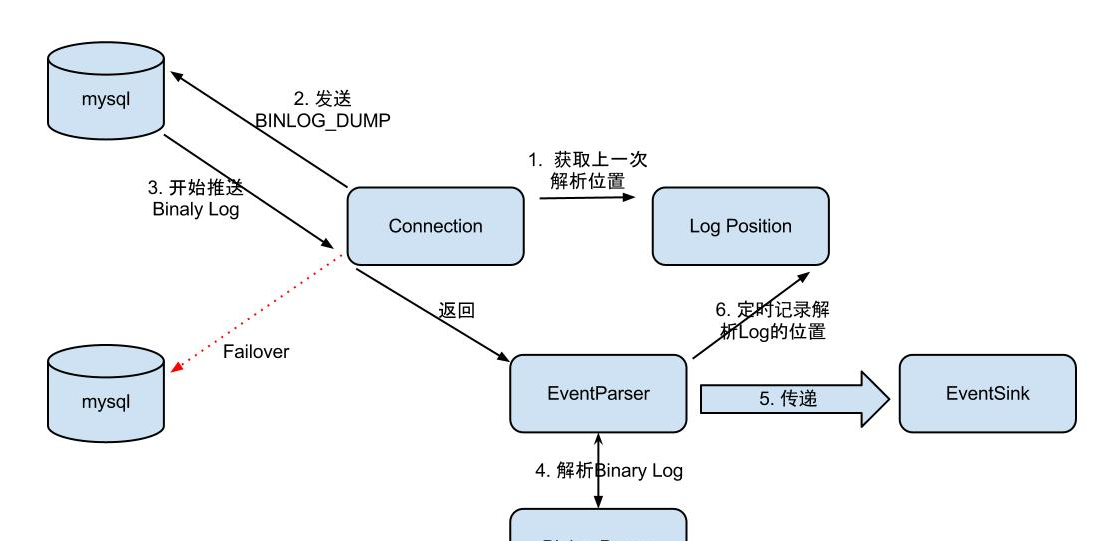 mysql
2. 发送
BINLOG_DUMP
1. 获取上一次
解析位置
3. 开始推送
Binaly Log
Connection
Log Position
返回
6. 定时记录解
析Log的位置
Failover
mysql
EventParser
5. 传递
EventSink
4. 解析Binary Log